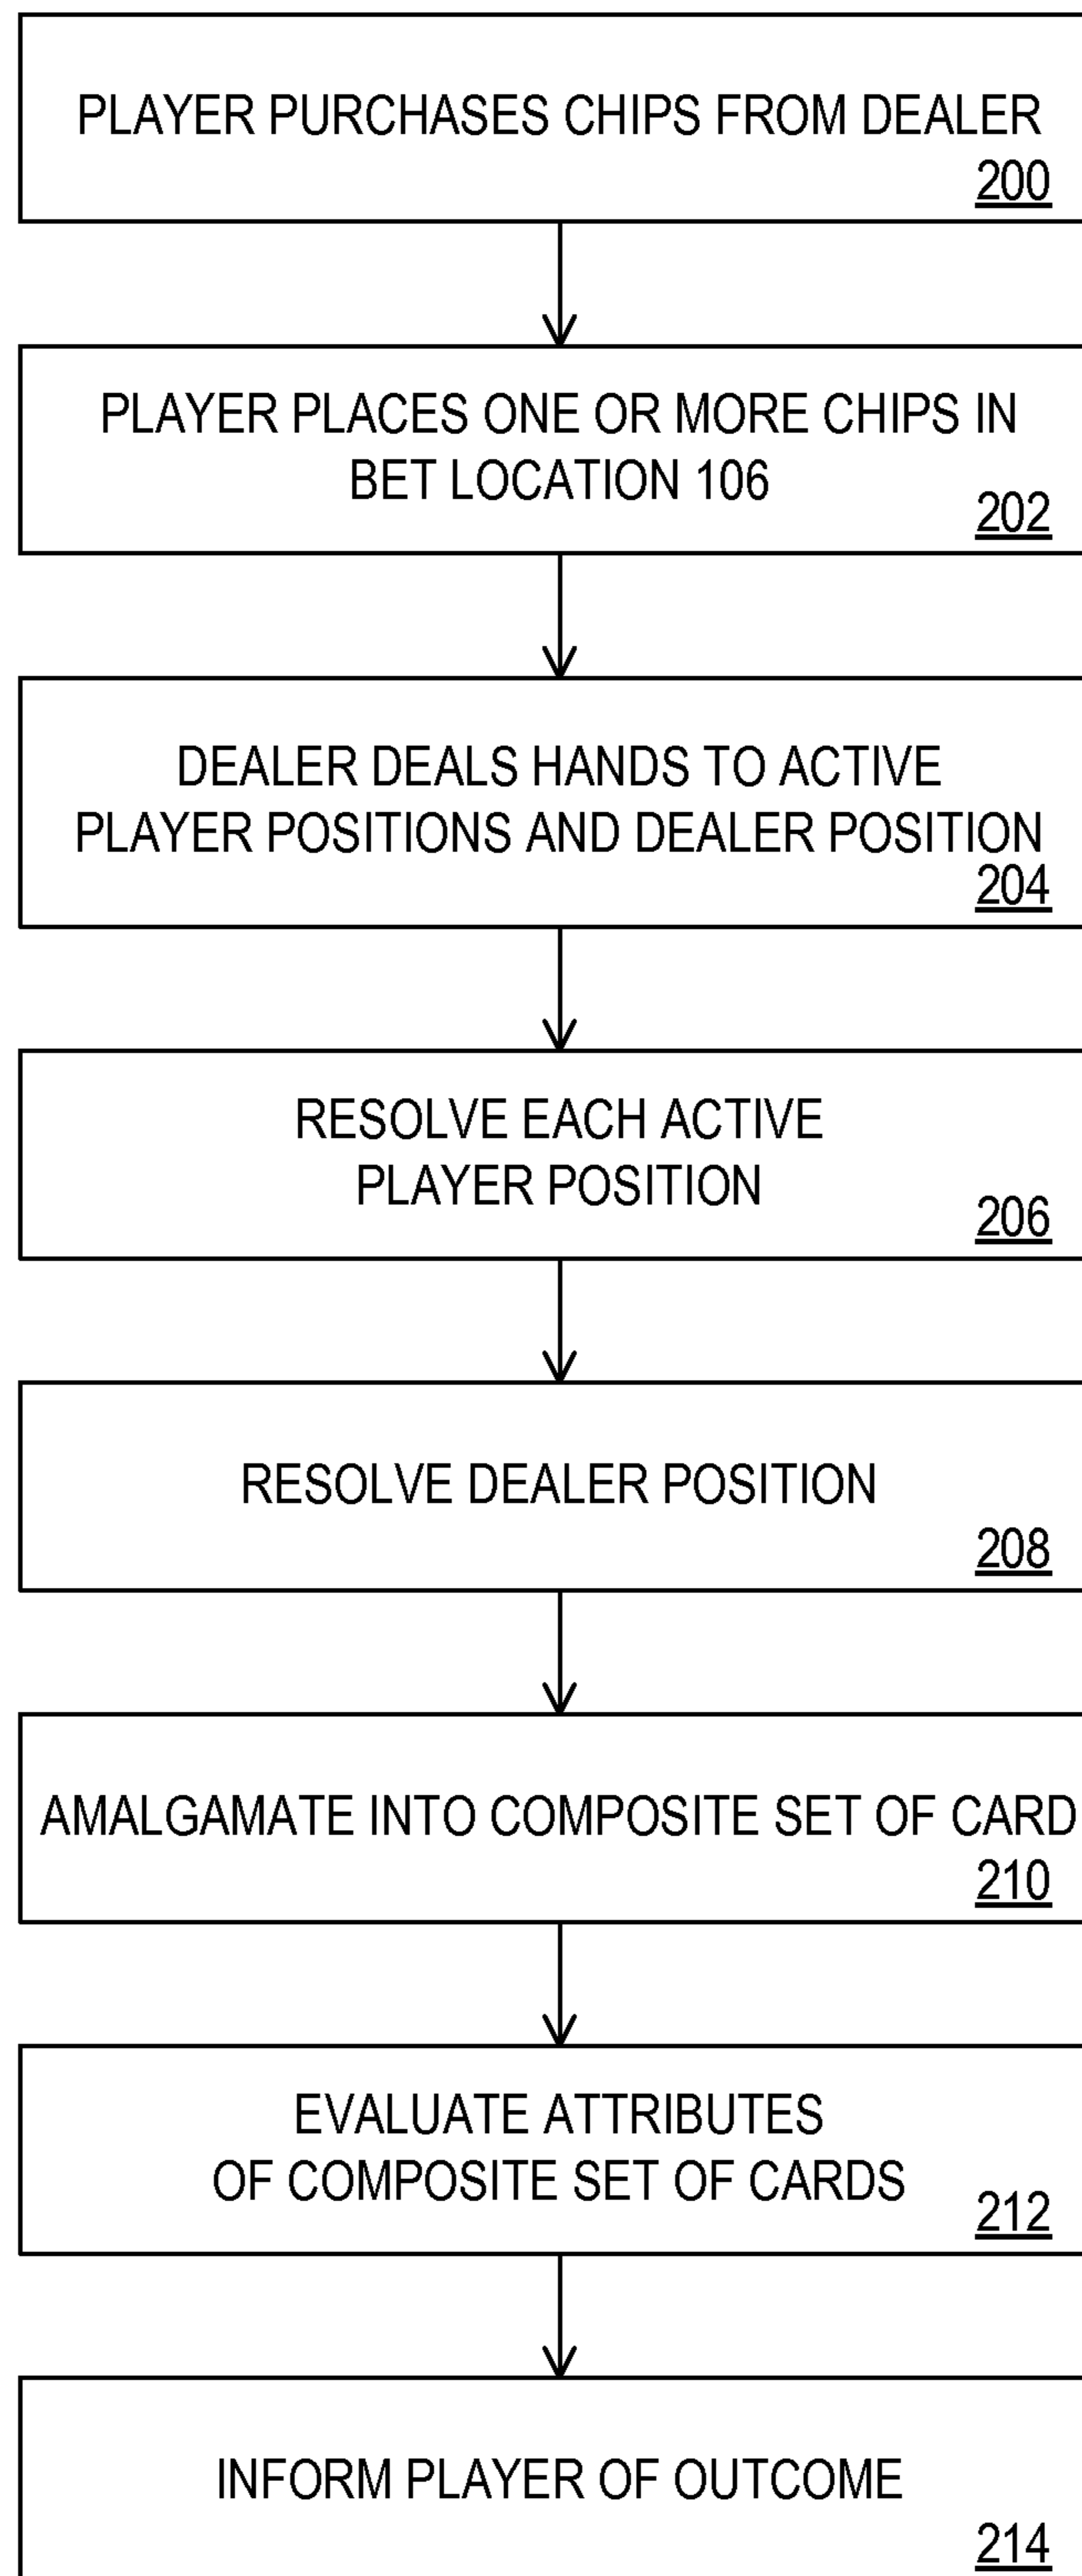 PLAYER PURCHASES CHIPS FROM DEALER
200
PLAYER PLACES ONE OR MORE CHIPS IN
BET LOCATION 106
202
DEALER DEALS HANDS TO ACTIVE
PLAYER POSITIONS AND DEALER POSITION
204
RESOLVE EACH ACTIVE
PLAYER POSITION
206
RESOLVE DEALER POSITION
208
AMALGAMATE INTO COMPOSITE SET OF CARD
210
EVALUATE ATTRIBUTES
OF COMPOSITE SET OF CARDS
212
INFORM PLAYER OF OUTCOME
214